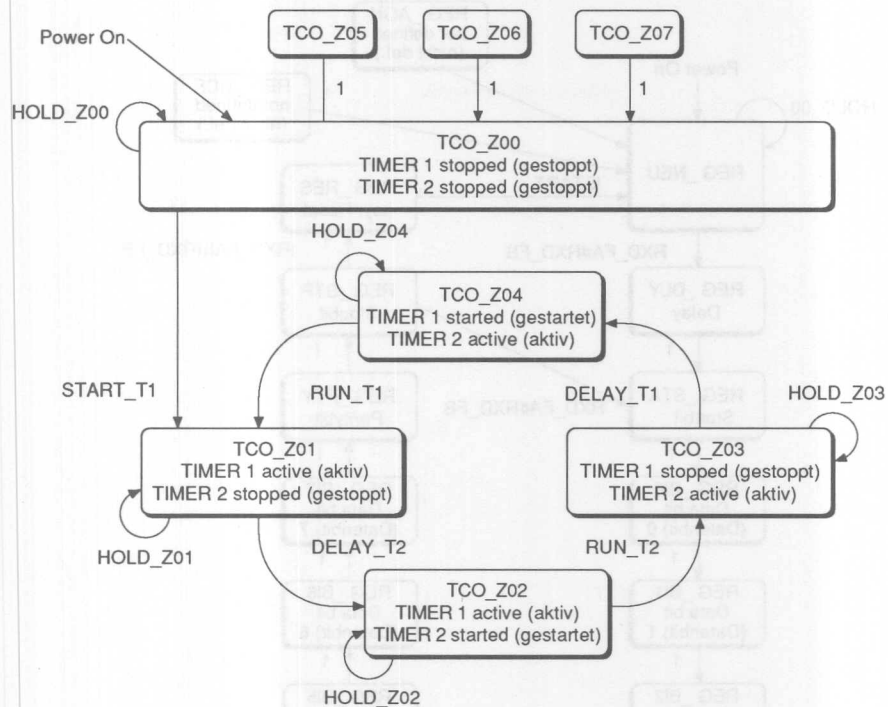 Power On
TCO_Z05
TCO_Z06
TCO_Z07
1
1
1
HOLD_Z00
TCO_Z00
TIMER 1 stopped (gestoppt)
TIMER 2 stopped (gestoppt)
HOLD_Z04
TCO_Z04
TIMER 1 started (gestartet)
TIMER 2 active (aktiv)
START_T1
RUN_T1
DELAY_T1
HOLD_Z03
TCO_Z01
TIMER 1 active (aktiv)
TIMER 2 stopped (gestoppt)
TCO_Z03
TIMER 1 stopped (gestoppt)
TIMER 2 active (aktiv)
HOLD_Z01
DELAY_T2
RUN_T2
TCO_Z02
TIMER 1 active (aktiv)
TIMER 2 started (gestartet)
HOLD_Z02